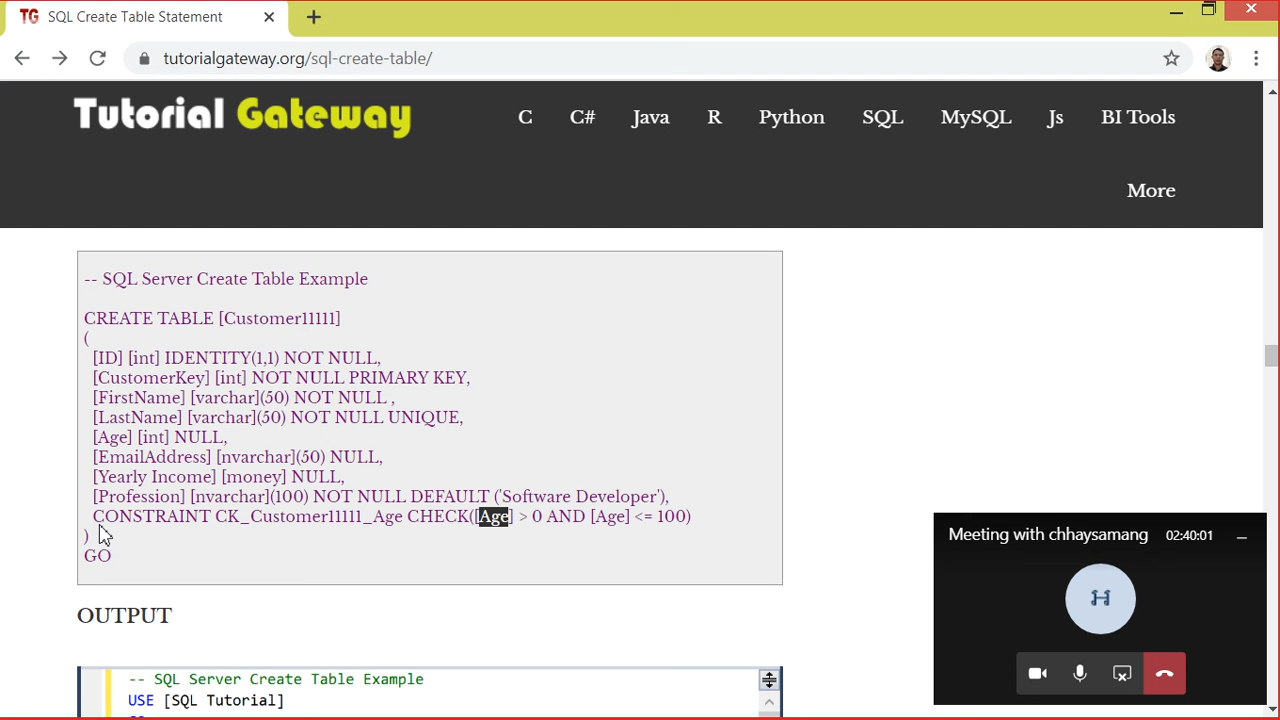 TG SQL Create Table Statement
tutorialgateway.org/sql-create-table/
Tutorial Gateway
C C# Java R Python SQL MySQL Js BI Tools
More
-- SQL Server Create Table Example
CREATE TABLE [Customer11111]
(
[ID] [int] IDENTITY(1,1) NOT NULL,
[CustomerKey] [int] NOT NULL PRIMARY KEY,
[FirstName] [varchar](50) NOT NULL ,
[LastName] [varchar](50) NOT NULL UNIQUE,
[Age] [int] NULL,
[EmailAddress] [nvarchar](50) NULL,
[Yearly Income] [money] NULL,
[Profession] [nvarchar](100) NOT NULL DEFAULT ('Software Developer'),
CONSTRAINT CK_Customer11111_Age CHECK([Age] > 0 AND [Age] <= 100)
)
GO
Meeting with chhaysamang 02:40:01
OUTPUT
-- SQL Server Create Table Example
USE [SQL Tutorial]